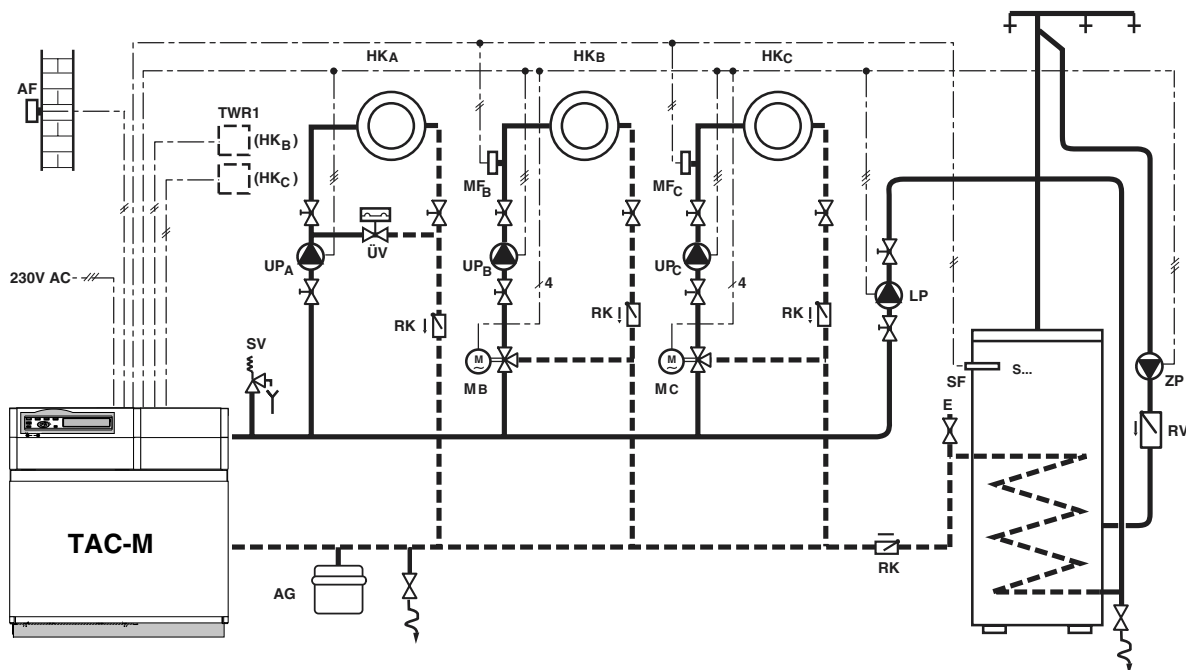 HKA HKB HKC
AF
TWR1
(HKB)
(HKC)
MFB MFC
ÜV
UPA UPB UPC
230V AC
4 4
LP
RK RK RK
SV
M
~
M
~
MB MC
SF S...
ZP
E
RV
TAC-M
RK
AG